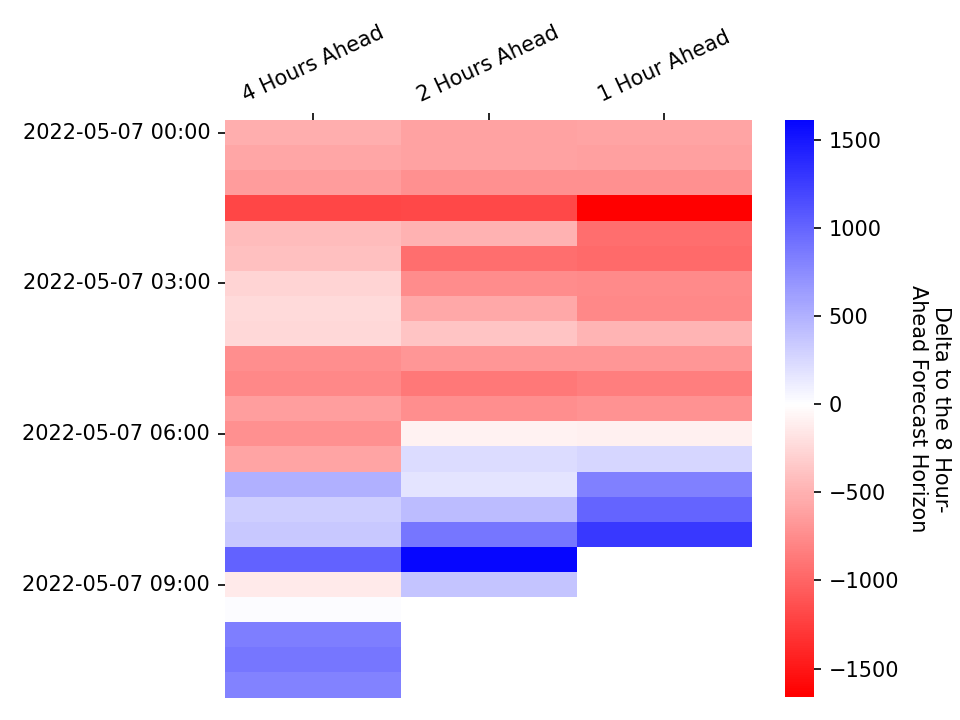 4 Hours Ahead
2 Hours Ahead
1 Hour Ahead
2022-05-07 00:00
2022-05-07 03:00
2022-05-07 06:00
2022-05-07 09:00
1500
1000
500
0
−500
−1000
−1500
Delta to the 8 Hour-
Ahead Forecast Horizon